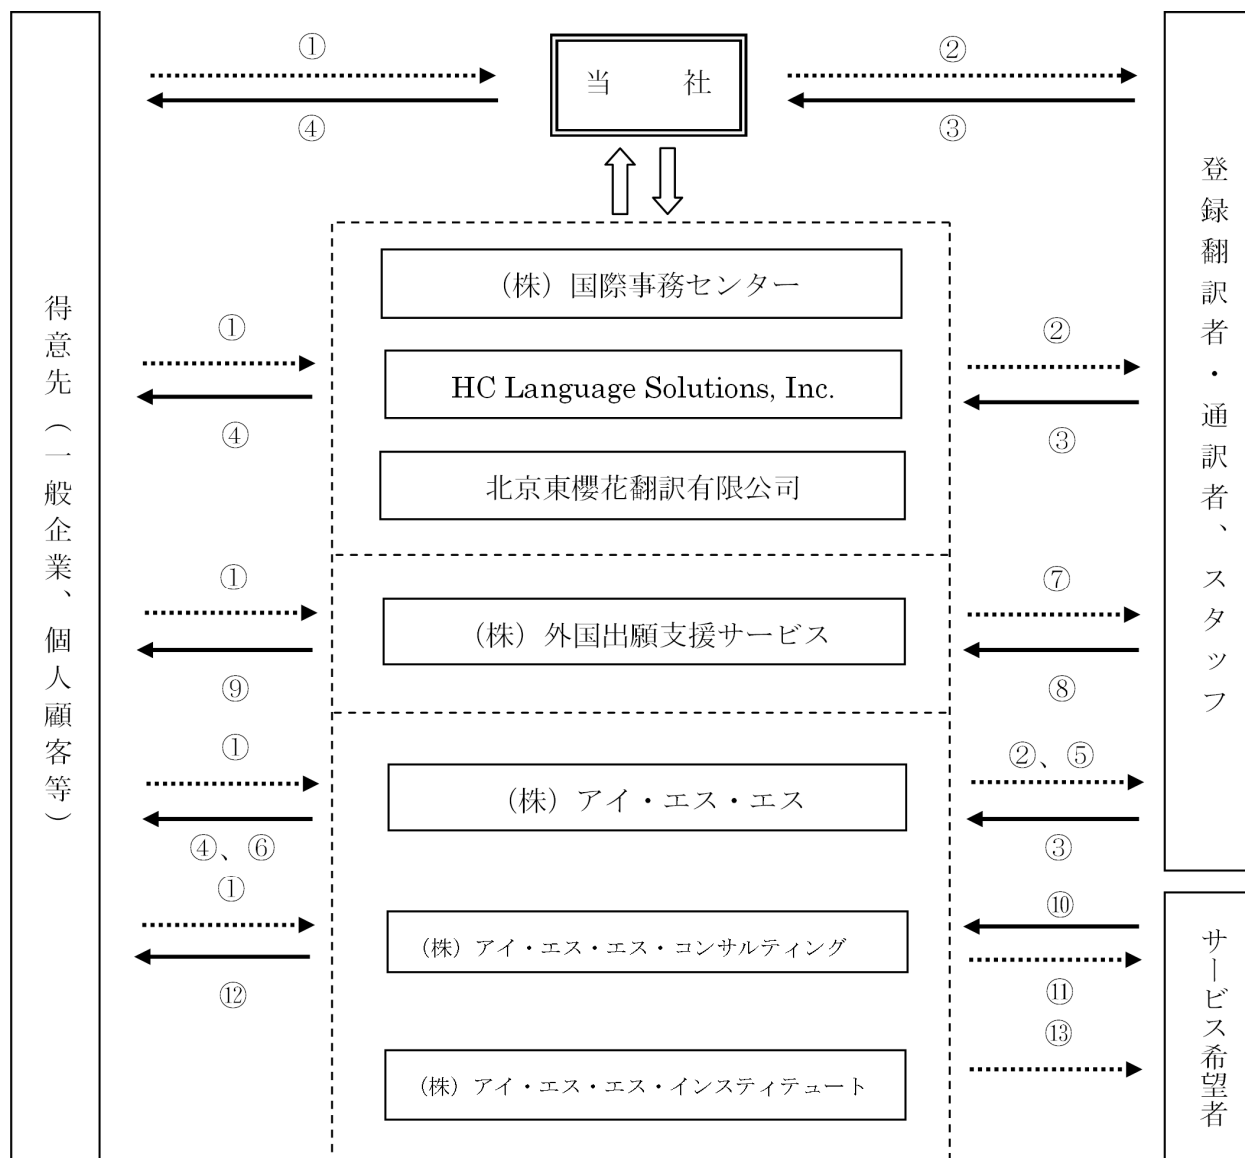 ①
②
当 社
④
③
得意先（一般企業、個人顧客等）
登録翻訳者・通訳者、スタッフ
（株）国際事務センター
①
②
HC Language Solutions, Inc.
④
③
北京東櫻花翻訳有限公司
①
⑦
（株）外国出願支援サービス
⑨
⑧
①
②、⑤
（株）アイ・エス・エス
④、⑥
③
①
⑩
（株）アイ・エス・エス・コンサルティング
⑫
⑪
サービス希望者
⑬
（株）アイ・エス・エス・インスティテュート